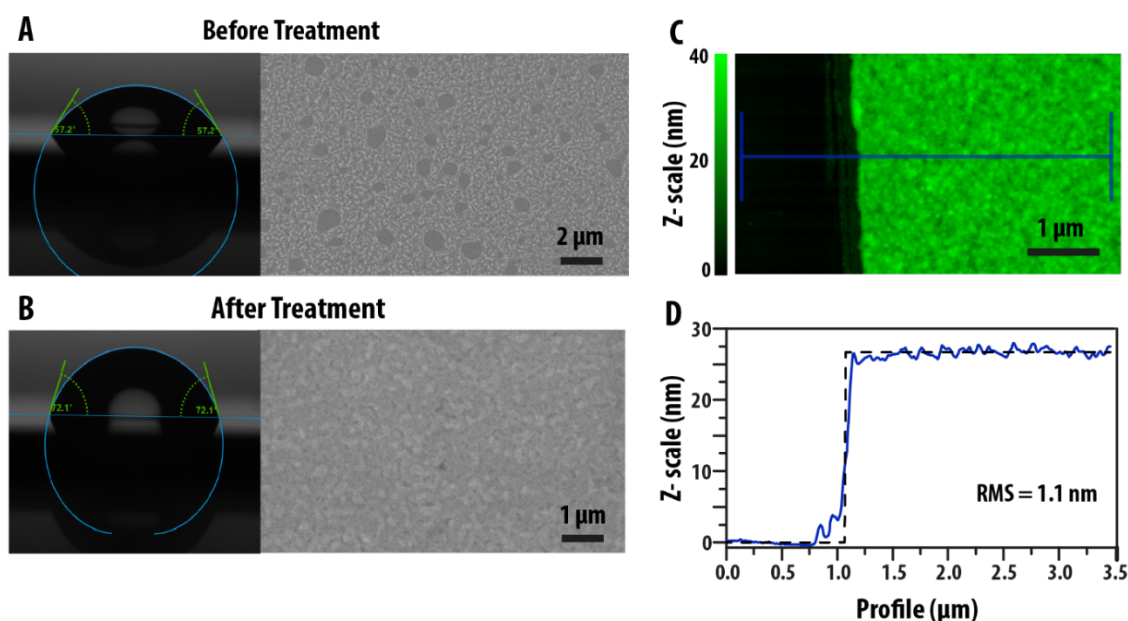 A
Before Treatment
57.2°
57.2°
2 µm
B
After Treatment
72.1°
72.1°
1 µm
C
Z- scale (nm)
40
20
0
1 µm
D
Z- scale (nm)
30
20
10
0
RMS = 1.1 nm
0.0 0.5 1.0 1.5 2.0 2.5 3.0 3.5
Profile (µm)